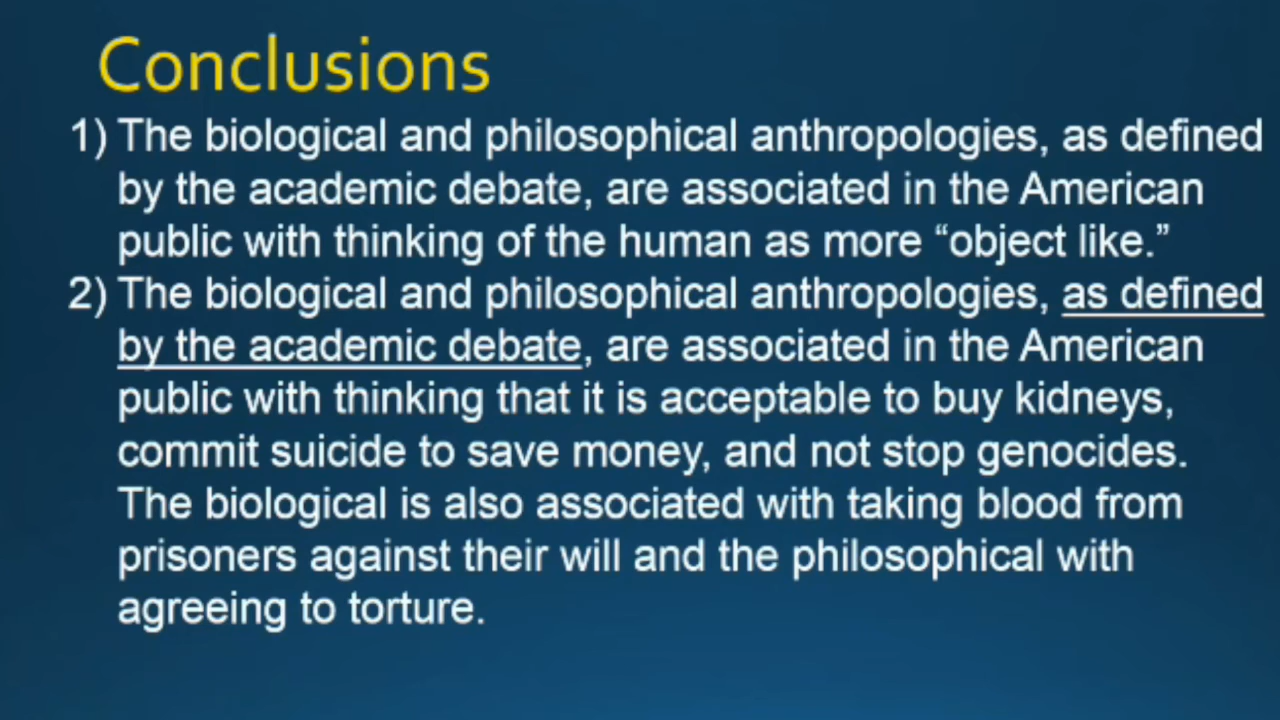 Conclusions
1) The biological and philosophical anthropologies, as defined
by the academic debate, are associated in the American
public with thinking of the human as more “object like.”
2) The biological and philosophical anthropologies, as defined
by the academic debate, are associated in the American
public with thinking that it is acceptable to buy kidneys,
commit suicide to save money, and not stop genocides.
The biological is also associated with taking blood from
prisoners against their will and the philosophical with
agreeing to torture.